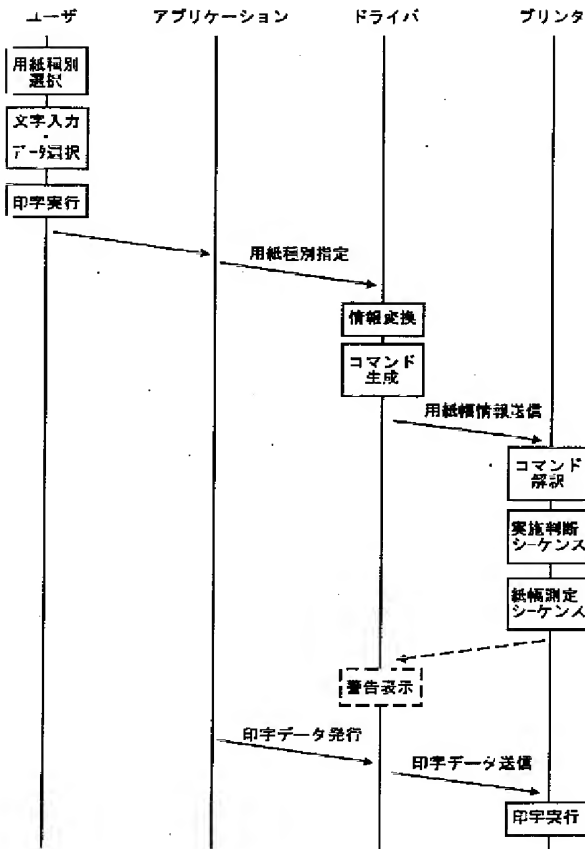 ユーザ
アプリケーション
ドライバ
プリンタ
用紙種別
選択
文字入力
・
データ選択
印字実行
用紙種別指定
情報変換
コマンド
生成
用紙幅情報送信
コマンド
解釈
実施判断
シーケンス
紙幅測定
シーケンス
警告表示
印字データ発行
印字データ送信
印字実行